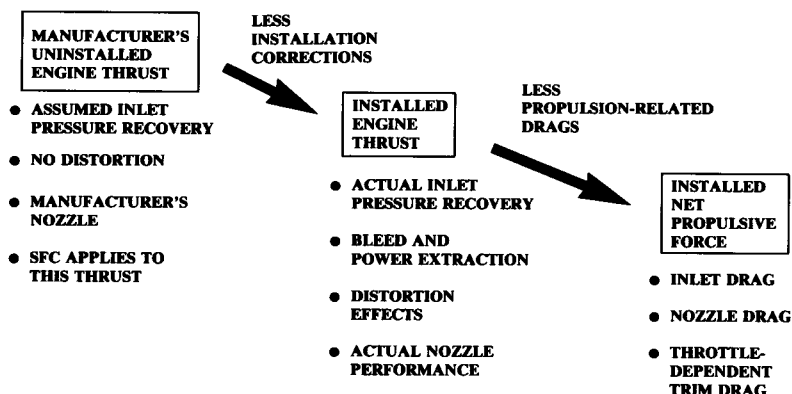 MANUFACTURER'S
UNINSTALLED
ENGINE THRUST
● ASSUMED INLET
PRESSURE RECOVERY
● NO DISTORTION
● MANUFACTURER'S
NOZZLE
● SFC APPLIES TO
THIS THRUST
LESS
INSTALLATION
CORRECTIONS
INSTALLED
ENGINE
THRUST
● ACTUAL INLET
PRESSURE RECOVERY
● BLEED AND
POWER EXTRACTION
● DISTORTION
EFFECTS
● ACTUAL NOZZLE
PERFORMANCE
LESS
PROPULSION-RELATED
DRAGS
INSTALLED
NET
PROPULSIVE
FORCE
● INLET DRAG
● NOZZLE DRAG
● THROTTLE-
DEPENDENT
TRIM DRAG